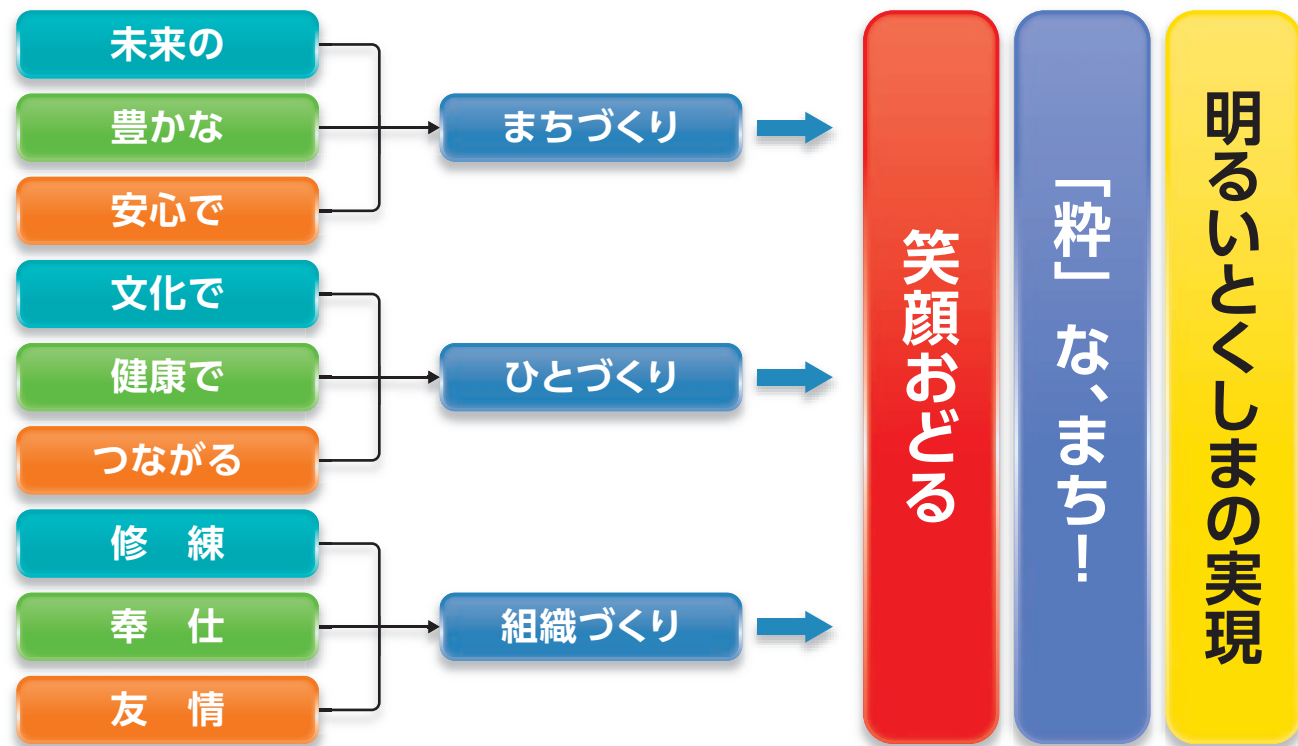 未来の
豊かな
安心で
まちづくり
文化で
健康で
つながる
ひとづくり
修　練
奉　仕
友　情
組織づくり
笑顔おどる
「粋」な、まち！
明るいとくしまの実現